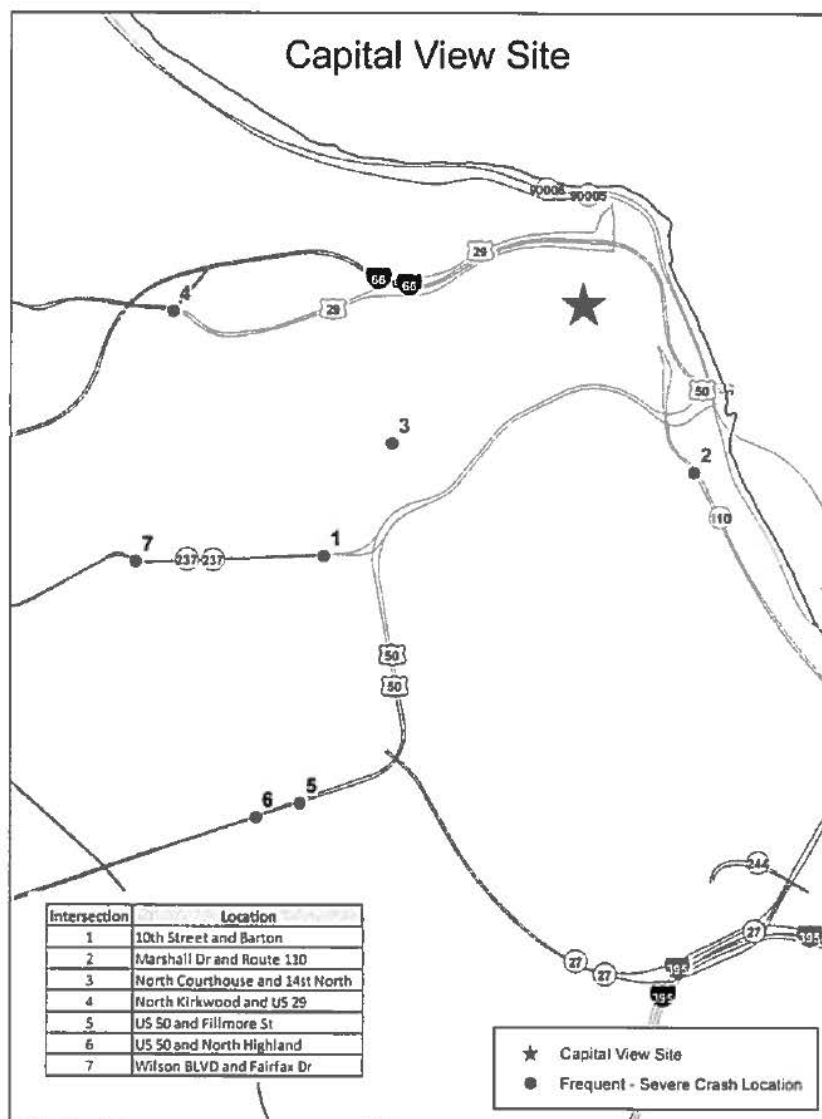 Capital View Site
90006
90005
29
66
66
4
29
50
3
2
110
7
237
237
1
50
50
5
6
244
27
395
27
27
395
395
Intersection Location
1 10th Street and Barton
2 Marshall Dr and Route 110
3 North Courthouse and 14st North
4 North Kirkwood and US 29
5 US 50 and Fillmore St
6 US 50 and North Highland
7 Wilson BLVD and Fairfax Dr
Capital View Site
Frequent - Severe Crash Location